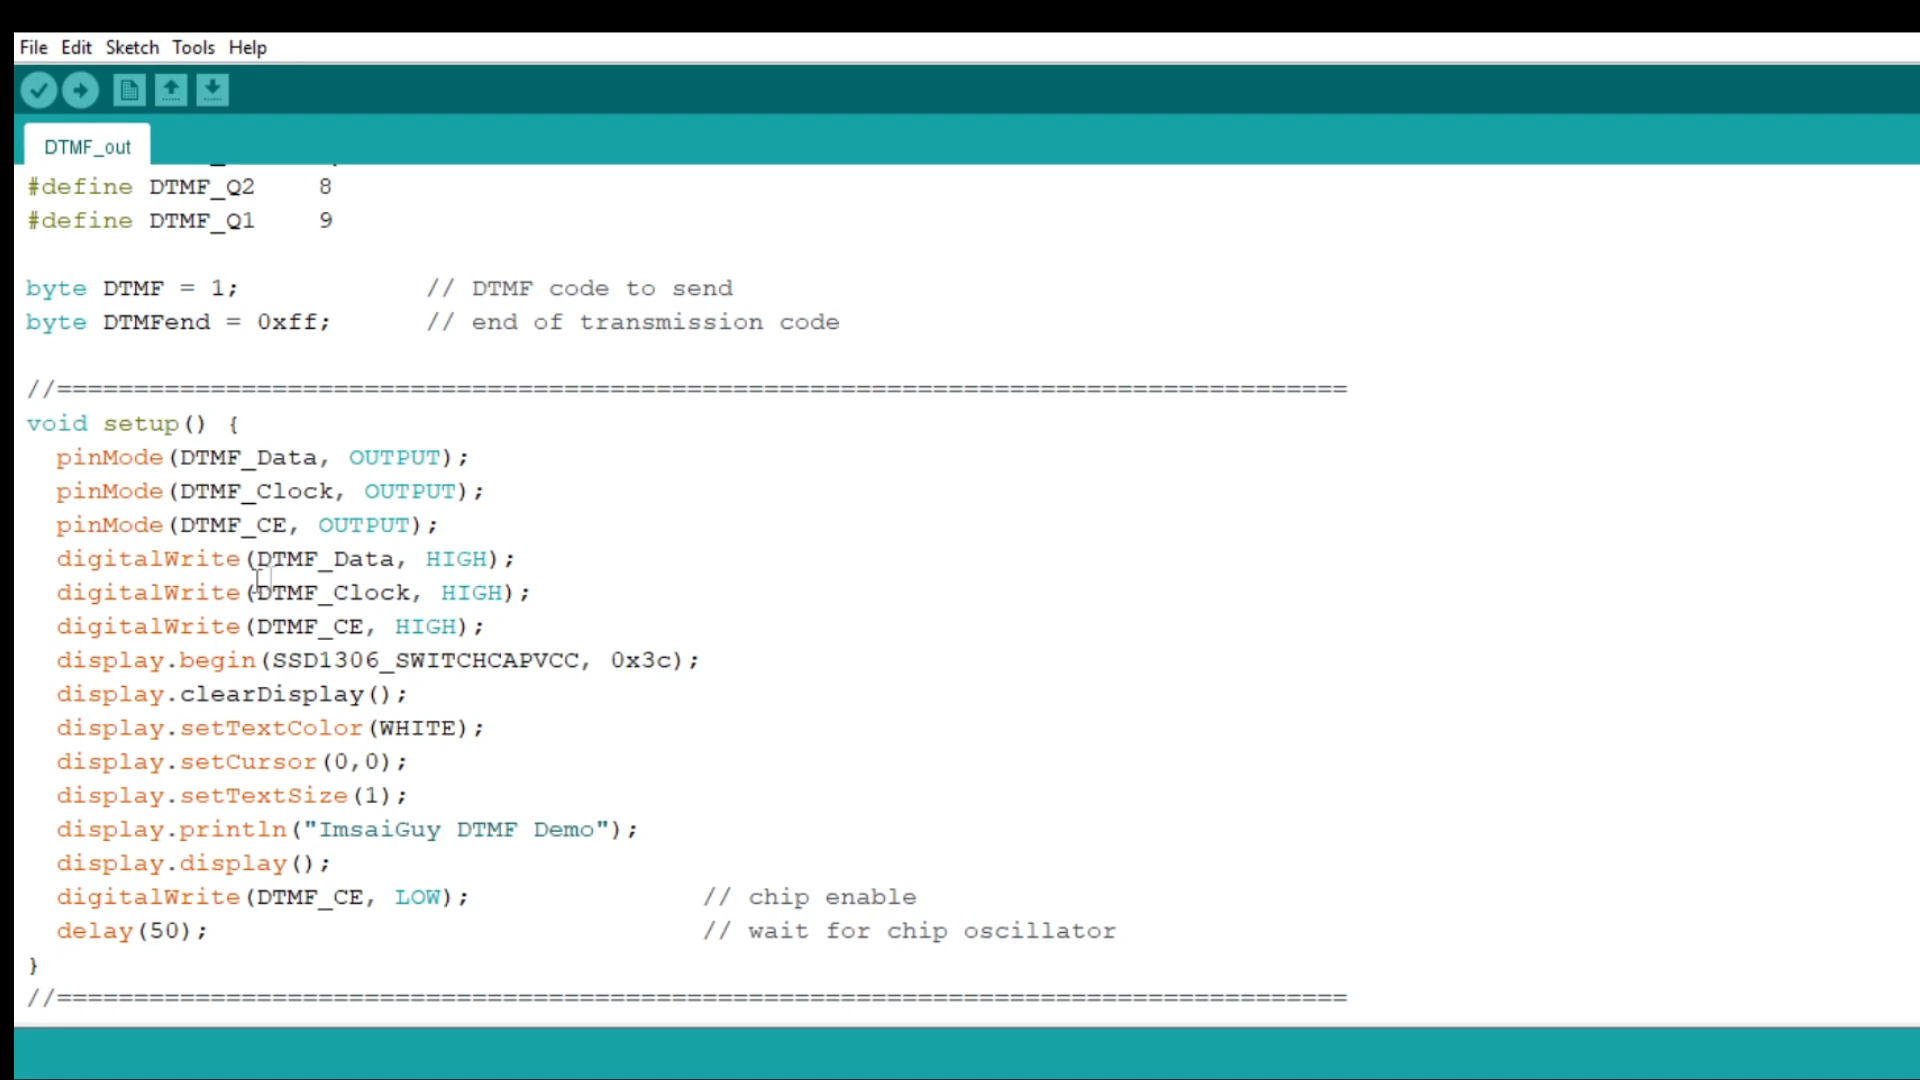 File Edit Sketch Tools Help
DTMF_out
#define DTMF_Q2    8
#define DTMF_Q1    9
byte DTMF = 1;            // DTMF code to send
byte DTMFend = 0xff;      // end of transmission code
//====================================================================================
void setup() {
  pinMode(DTMF_Data, OUTPUT);
  pinMode(DTMF_Clock, OUTPUT);
  pinMode(DTMF_CE, OUTPUT);
  digitalWrite(DTMF_Data, HIGH);
  digitalWrite(DTMF_Clock, HIGH);
  digitalWrite(DTMF_CE, HIGH);
  display.begin(SSD1306_SWITCHCAPVCC, 0x3c);
  display.clearDisplay();
  display.setTextColor(WHITE);
  display.setCursor(0,0);
  display.setTextSize(1);
  display.println("ImsaiGuy DTMF Demo");
  display.display();
  digitalWrite(DTMF_CE, LOW);               // chip enable
  delay(50);                                // wait for chip oscillator
}
//====================================================================================